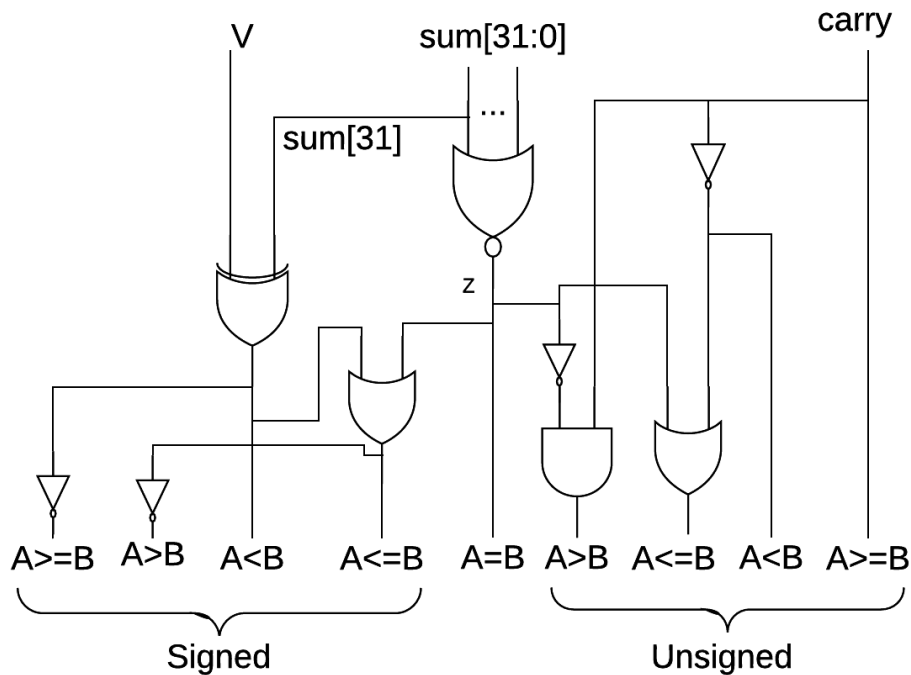 V
sum[31:0]
carry
...
sum[31]
z
A>=B
A>B
A<B
A<=B
A=B
A>B
A<=B
A<B
A>=B
Signed
Unsigned